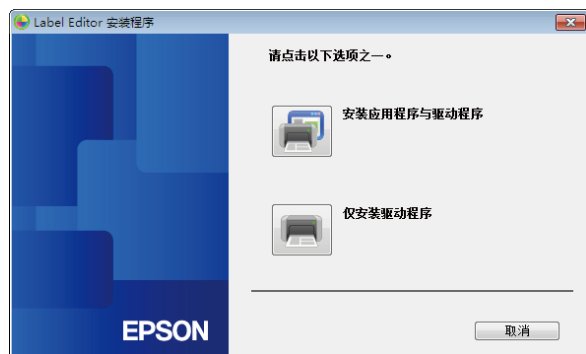 Label Editor 安装程序
请点击以下选项之一。
安装应用程序与驱动程序
仅安装驱动程序
EPSON
取消